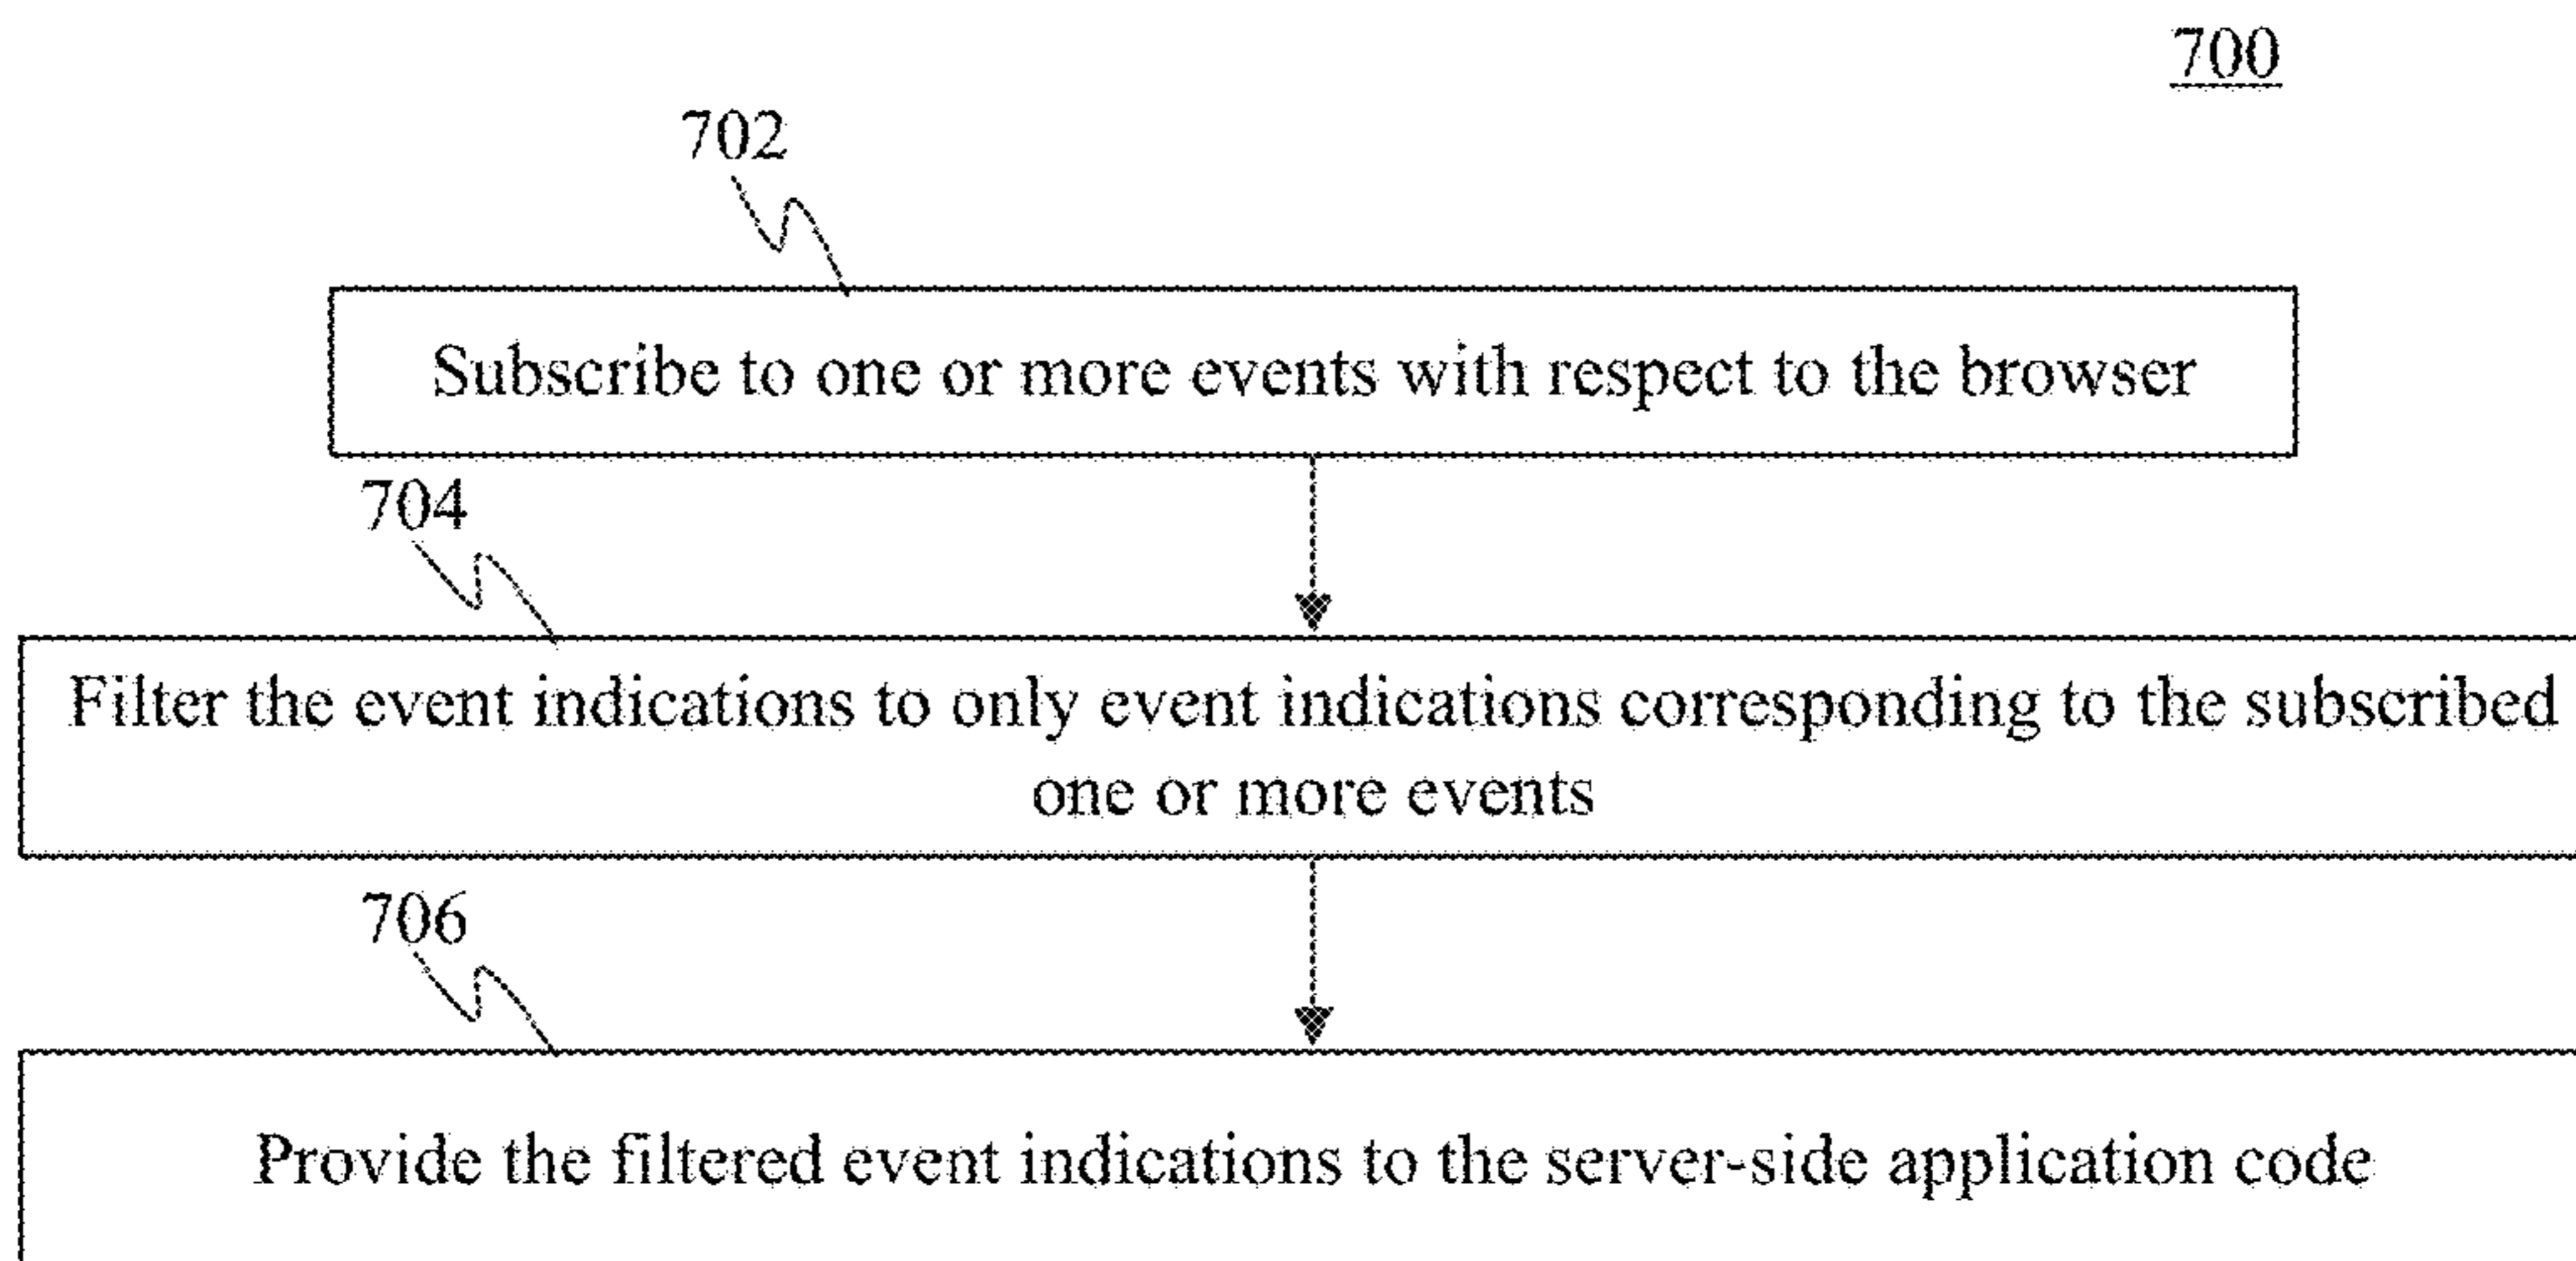 700
702
Subscribe to one or more events with respect to the browser
704
Filter the event indications to only event indications corresponding to the subscribed
one or more events
706
Provide the filtered event indications to the server-side application code